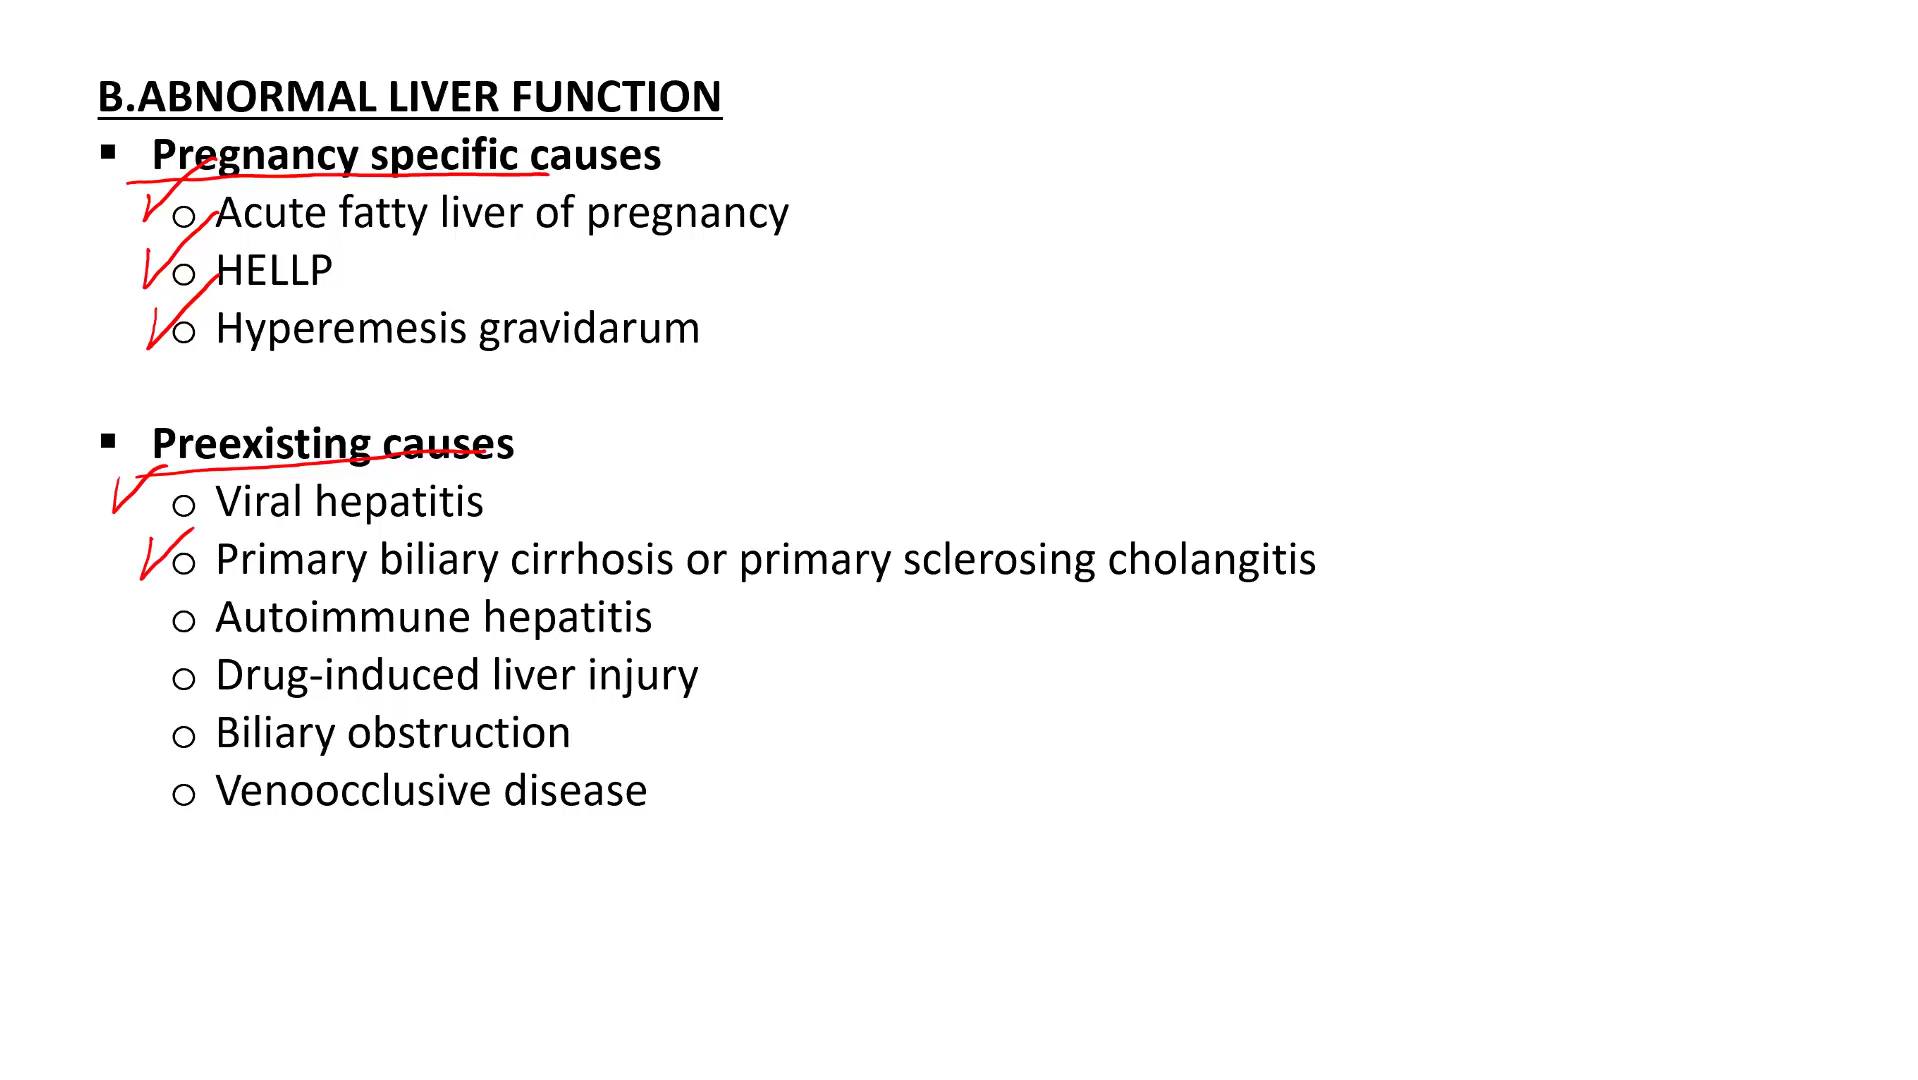 B.ABNORMAL LIVER FUNCTION
▪ Pregnancy specific causes
o Acute fatty liver of pregnancy
o HELLP
o Hyperemesis gravidarum
▪ Preexisting causes
o Viral hepatitis
o Primary biliary cirrhosis or primary sclerosing cholangitis
o Autoimmune hepatitis
o Drug-induced liver injury
o Biliary obstruction
o Venoocclusive disease